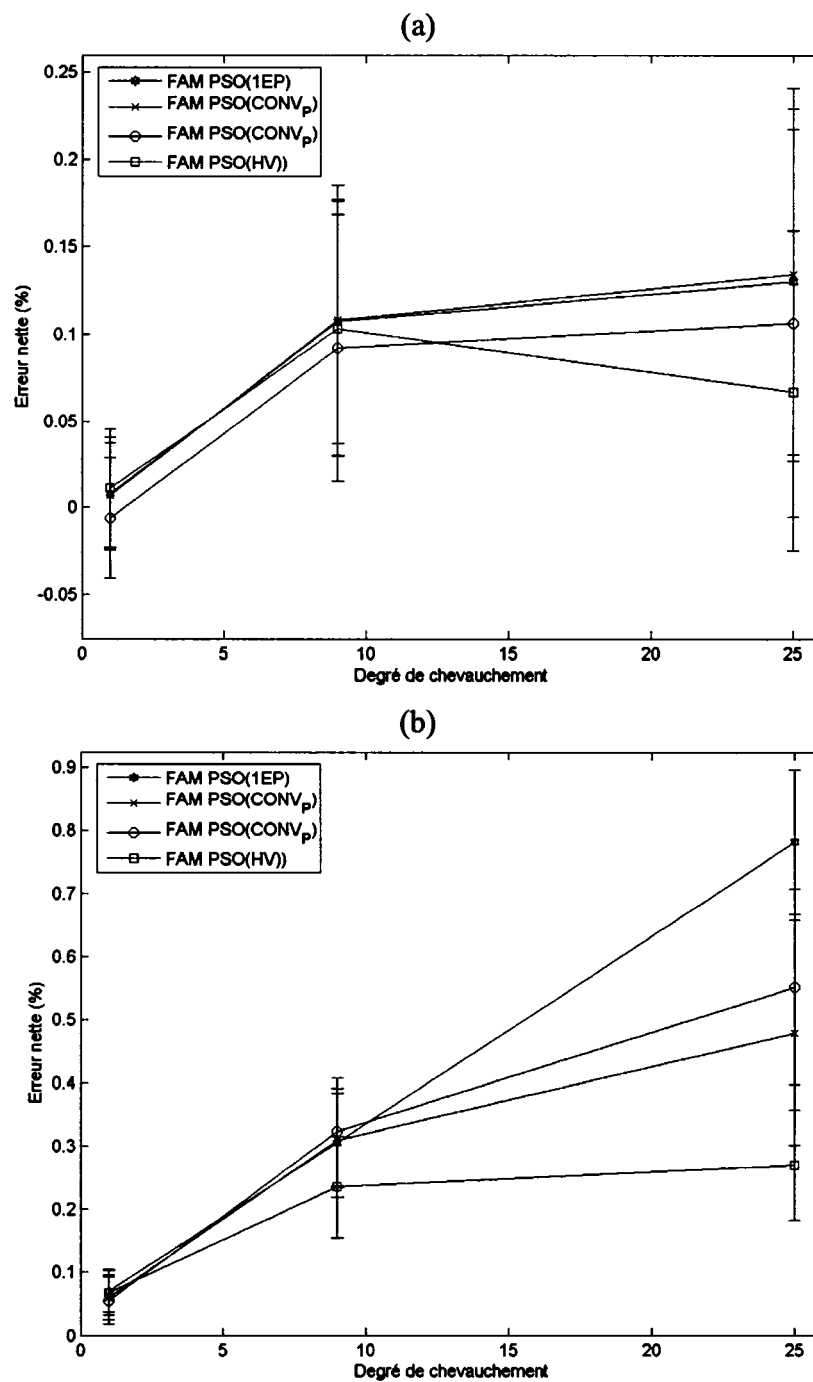 (a)
FAM PSO(1EP)
FAM PSO(CONVₚ)
FAM PSO(CONVₚ)
FAM PSO(HV))
0.25
0.2
0.15
0.1
0.05
0
-0.05
Erreur nette (%)
0 5 10 15 20 25
Degré de chevauchement
(b)
FAM PSO(1EP)
FAM PSO(CONVₚ)
FAM PSO(CONVₚ)
FAM PSO(HV))
0.9
0.8
0.7
0.6
0.5
0.4
0.3
0.2
0.1
0
Erreur nette (%)
0 5 10 15 20 25
Degré de chevauchement